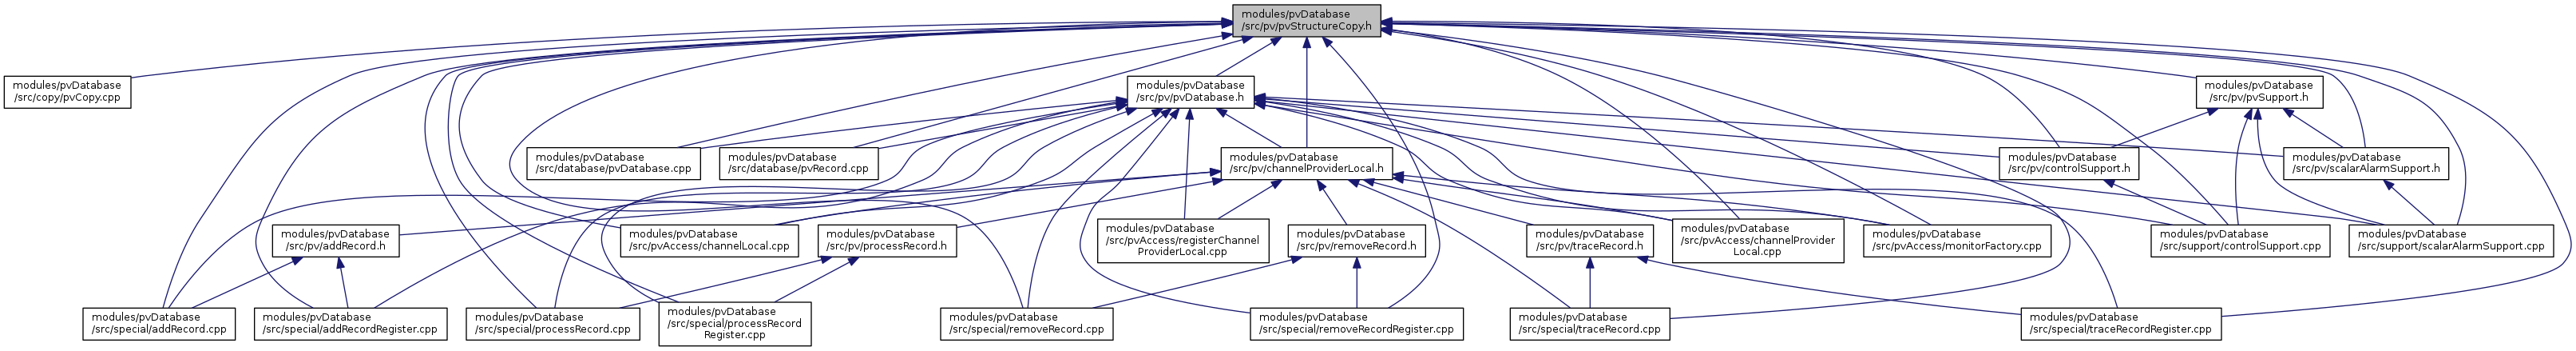 modules/pvDatabase
/src/pv/pvStructureCopy.h
modules/pvDatabase
/src/copy/pvCopy.cpp
modules/pvDatabase
/src/pv/pvDatabase.h
modules/pvDatabase
/src/pv/pvSupport.h
modules/pvDatabase
/src/database/pvDatabase.cpp
modules/pvDatabase
/src/database/pvRecord.cpp
modules/pvDatabase
/src/pv/channelProviderLocal.h
modules/pvDatabase
/src/pv/controlSupport.h
modules/pvDatabase
/src/pv/scalarAlarmSupport.h
modules/pvDatabase
/src/pv/addRecord.h
modules/pvDatabase
/src/pvAccess/channelLocal.cpp
modules/pvDatabase
/src/pv/processRecord.h
modules/pvDatabase
/src/pvAccess/registerChannel
ProviderLocal.cpp
modules/pvDatabase
/src/pv/removeRecord.h
modules/pvDatabase
/src/pv/traceRecord.h
modules/pvDatabase
/src/pvAccess/channelProvider
Local.cpp
modules/pvDatabase
/src/pvAccess/monitorFactory.cpp
modules/pvDatabase
/src/support/controlSupport.cpp
modules/pvDatabase
/src/support/scalarAlarmSupport.cpp
modules/pvDatabase
/src/special/addRecord.cpp
modules/pvDatabase
/src/special/addRecordRegister.cpp
modules/pvDatabase
/src/special/processRecord.cpp
modules/pvDatabase
/src/special/processRecord
Register.cpp
modules/pvDatabase
/src/special/removeRecord.cpp
modules/pvDatabase
/src/special/removeRecordRegister.cpp
modules/pvDatabase
/src/special/traceRecord.cpp
modules/pvDatabase
/src/special/traceRecordRegister.cpp